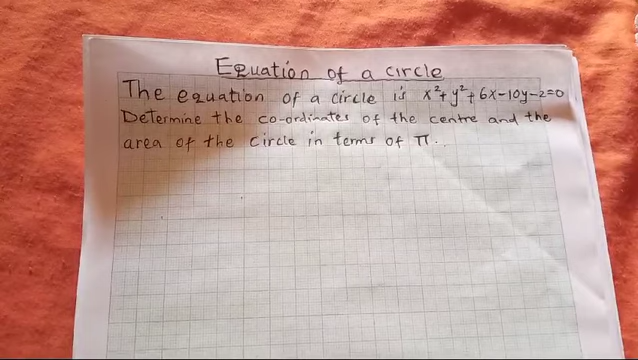 Equation of a circle
The equation of a circle is x²+y²+6x-10y-2=0
Determine the co-ordinates of the centre and the
area of the circle in terms of π..